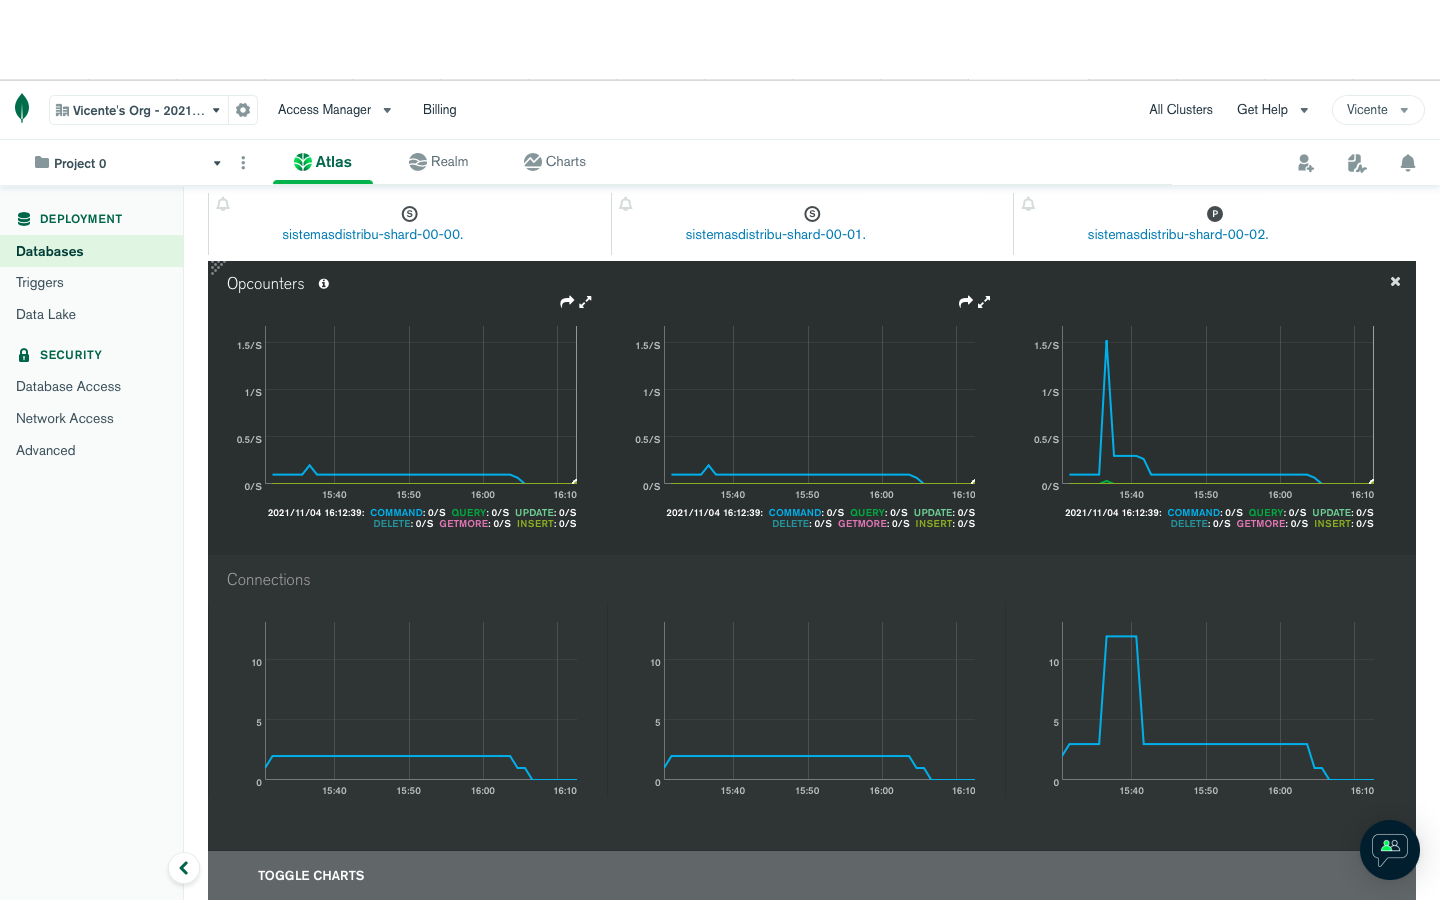 Vicente's Org - 2021... Access Manager Billing All Clusters Get Help Vicente
Project 0 Atlas Realm Charts
DEPLOYMENT
Databases
Triggers
Data Lake
SECURITY
Database Access
Network Access
Advanced
S S P
sistemasdistribu-shard-00-00. sistemasdistribu-shard-00-01. sistemasdistribu-shard-00-02.
Opcounters
1.5/S
1/S
0.5/S
0/S
15:40 15:50 16:00 16:10
2021/11/04 16:12:39: COMMAND: 0/S QUERY: 0/S UPDATE: 0/S
DELETE: 0/S GETMORE: 0/S INSERT: 0/S
1.5/S
1/S
0.5/S
0/S
15:40 15:50 16:00 16:10
2021/11/04 16:12:39: COMMAND: 0/S QUERY: 0/S UPDATE: 0/S
DELETE: 0/S GETMORE: 0/S INSERT: 0/S
1.5/S
1/S
0.5/S
0/S
15:40 15:50 16:00 16:10
2021/11/04 16:12:39: COMMAND: 0/S QUERY: 0/S UPDATE: 0/S
DELETE: 0/S GETMORE: 0/S INSERT: 0/S
Connections
10
5
0
15:40 15:50 16:00 16:10
10
5
0
15:40 15:50 16:00 16:10
10
5
0
15:40 15:50 16:00 16:10
TOGGLE CHARTS